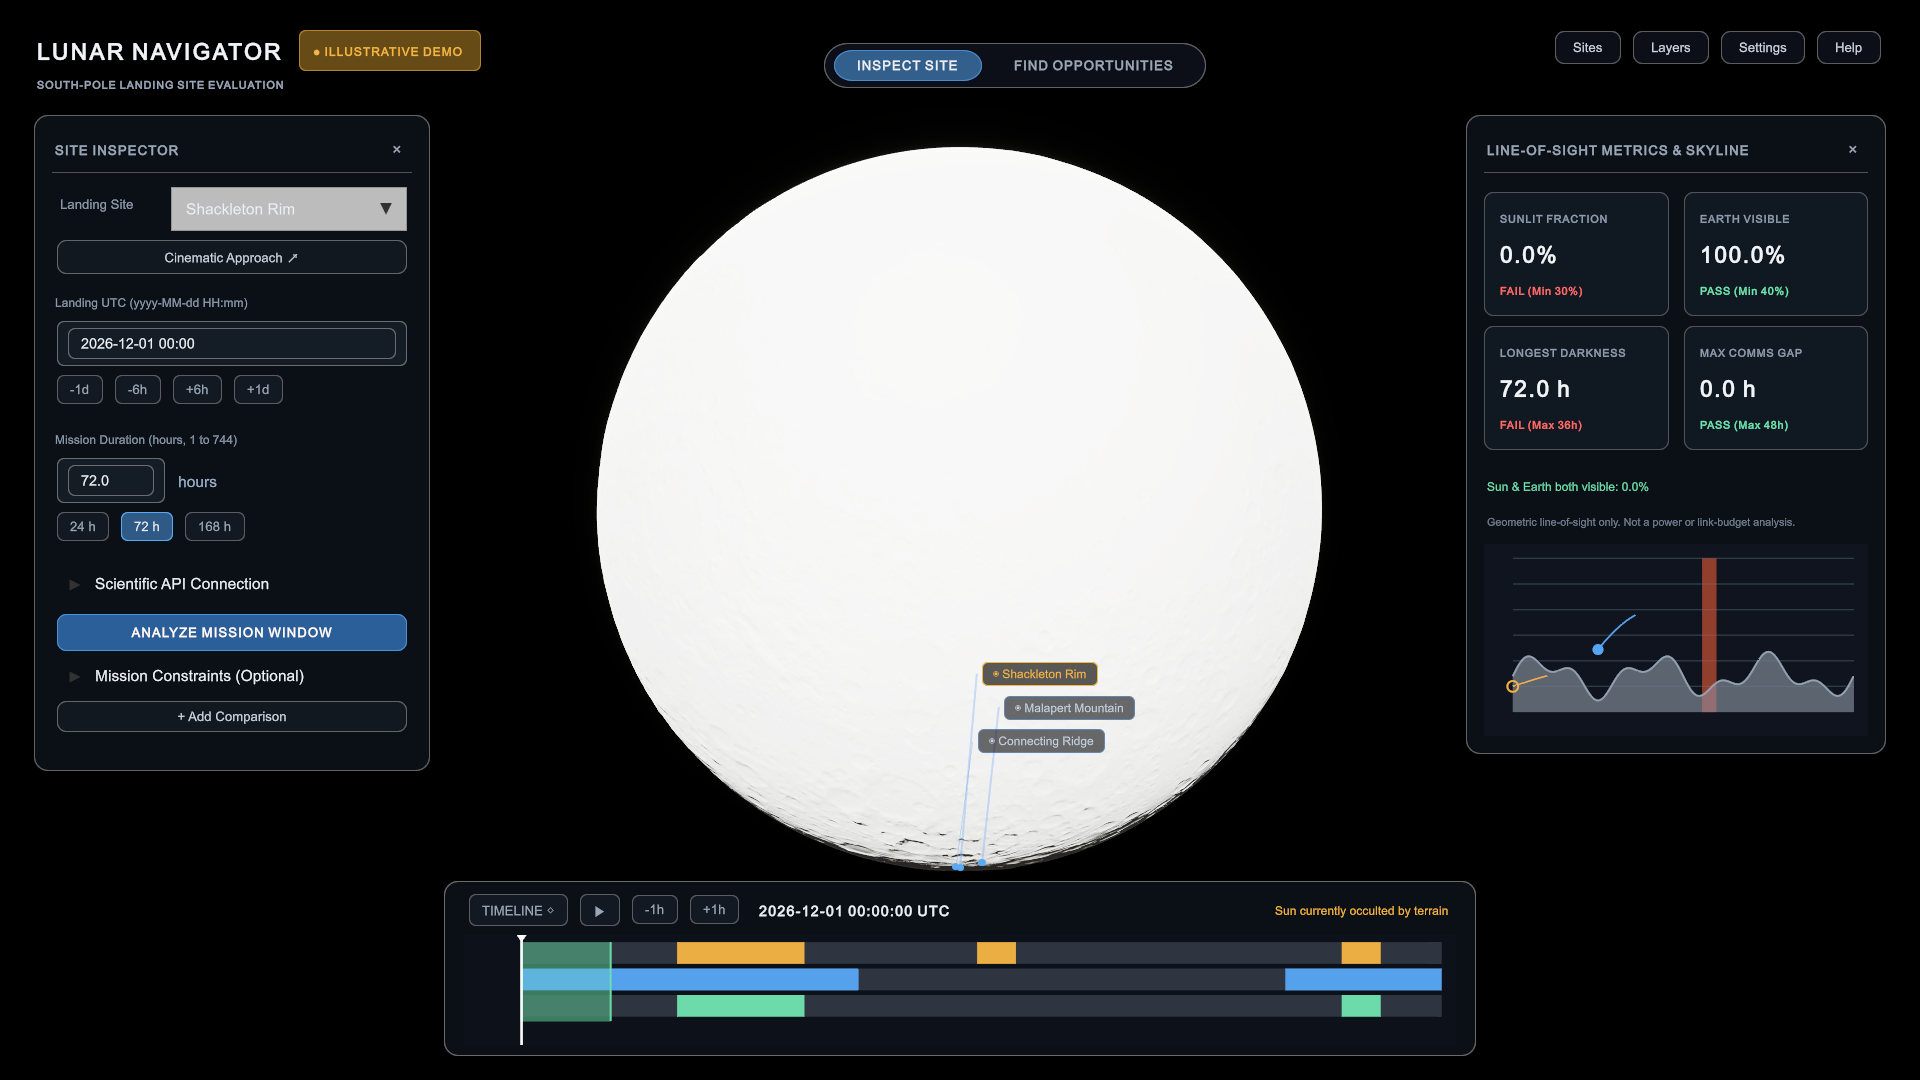 LUNAR NAVIGATOR
● ILLUSTRATIVE DEMO
SOUTH-POLE LANDING SITE EVALUATION
INSPECT SITE
FIND OPPORTUNITIES
Sites
Layers
Settings
Help
SITE INSPECTOR
×
Landing Site
Shackleton Rim ▼
Cinematic Approach ↗
Landing UTC (yyyy-MM-dd HH:mm)
2026-12-01 00:00
-1d
-6h
+6h
+1d
Mission Duration (hours, 1 to 744)
72.0
hours
24 h
72 h
168 h
► Scientific API Connection
ANALYZE MISSION WINDOW
► Mission Constraints (Optional)
+ Add Comparison
Shackleton Rim
Malapert Mountain
Connecting Ridge
LINE-OF-SIGHT METRICS & SKYLINE
×
SUNLIT FRACTION
0.0%
FAIL (Min 30%)
EARTH VISIBLE
100.0%
PASS (Min 40%)
LONGEST DARKNESS
72.0 h
FAIL (Max 36h)
MAX COMMS GAP
0.0 h
PASS (Max 48h)
Sun & Earth both visible: 0.0%
Geometric line-of-sight only. Not a power or link-budget analysis.
TIMELINE ◇
-1h
+1h
2026-12-01 00:00:00 UTC
Sun currently occulted by terrain